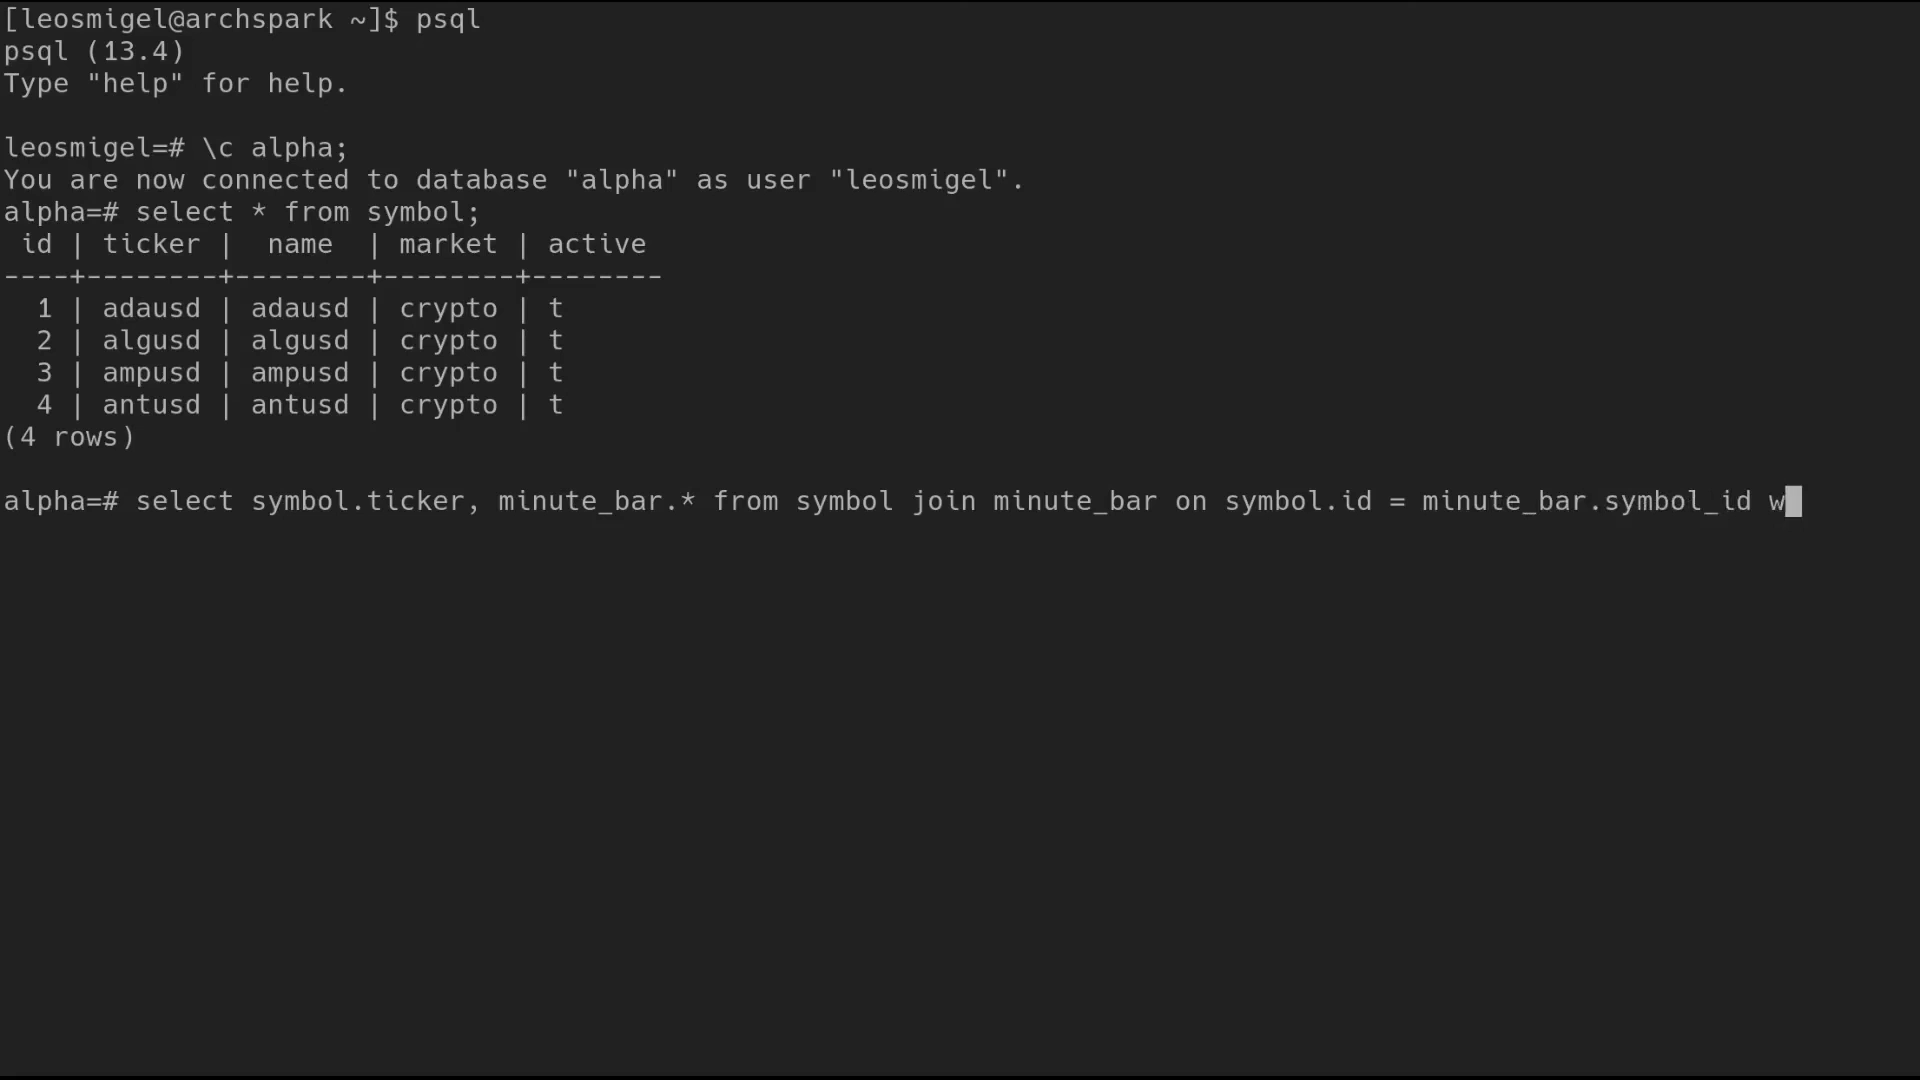 [leosmigel@archspark ~]$ psql
psql (13.4)
Type "help" for help.

leosmigel=# \c alpha;
You are now connected to database "alpha" as user "leosmigel".
alpha=# select * from symbol;
 id | ticker |  name  | market | active
----+--------+--------+--------+--------
  1 | adausd | adausd | crypto | t
  2 | algusd | algusd | crypto | t
  3 | ampusd | ampusd | crypto | t
  4 | antusd | antusd | crypto | t
(4 rows)

alpha=# select symbol.ticker, minute_bar.* from symbol join minute_bar on symbol.id = minute_bar.symbol_id w